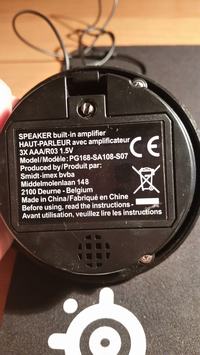 SPEAKER built-in amplifier
HAUT-PARLEUR avec amplificateur
3X AAA/R03 1.5V
Model/Modèle: PG168-SA108-S07
Produced by/Produit par:
Smidt-imex bvba
Middelmolenlaan 148
2100 Deurne - Belgium
Made in China/ Fabriqué en Chine
Before using, read the instructions -
Avant utilisation, veuillez lire les instructions
CE